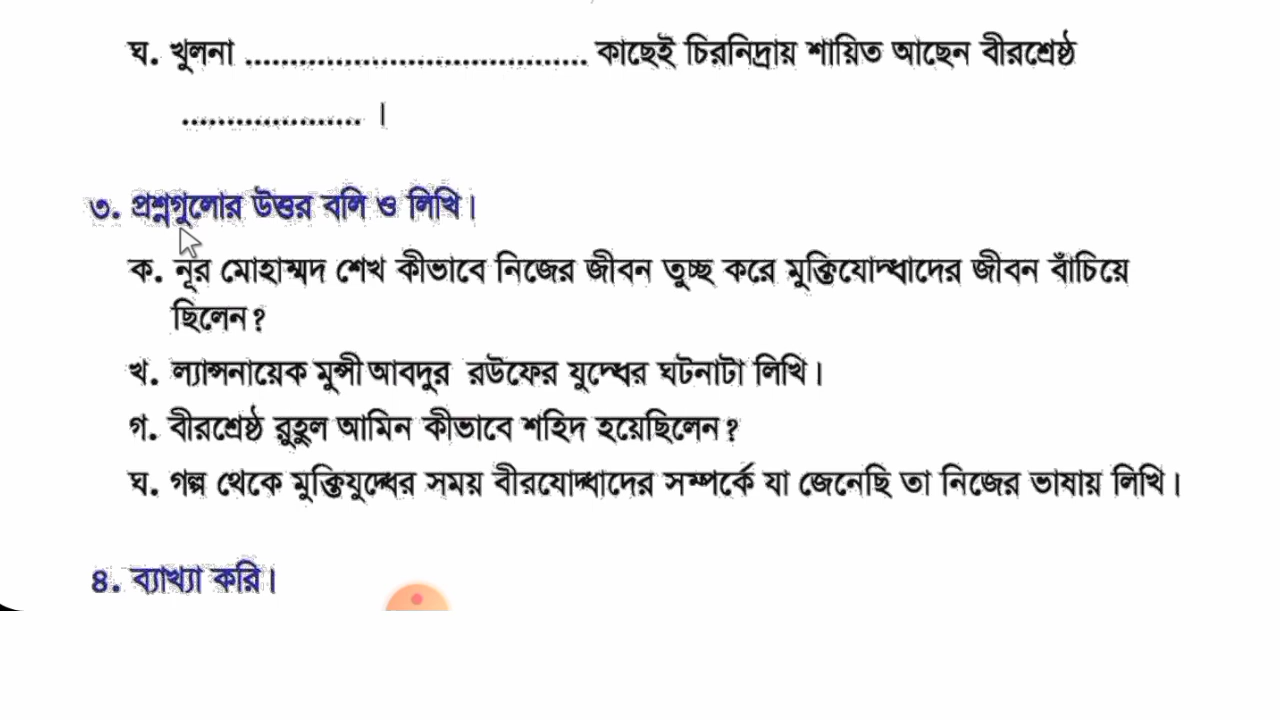 ঘ. খুলনা ...................................... কাছেই চিরনিদ্রায় শায়িত আছেন বীরশ্রেষ্ঠ
.................... ।
৩. প্রশ্নগুলোর উত্তর বলি ও লিখি।
ক. নূর মোহাম্মদ শেখ কীভাবে নিজের জীবন তুচ্ছ করে মুক্তিযোদ্ধাদের জীবন বাঁচিয়ে
ছিলেন?
খ. ল্যান্সনায়েক মুন্সী আবদুর রউফের যুদ্ধের ঘটনাটা লিখি।
গ. বীরশ্রেষ্ঠ রুহুল আমিন কীভাবে শহিদ হয়েছিলেন?
ঘ. গল্প থেকে মুক্তিযুদ্ধের সময় বীরযোদ্ধাদের সম্পর্কে যা জেনেছি তা নিজের ভাষায় লিখি।
৪. ব্যাখ্যা করি।